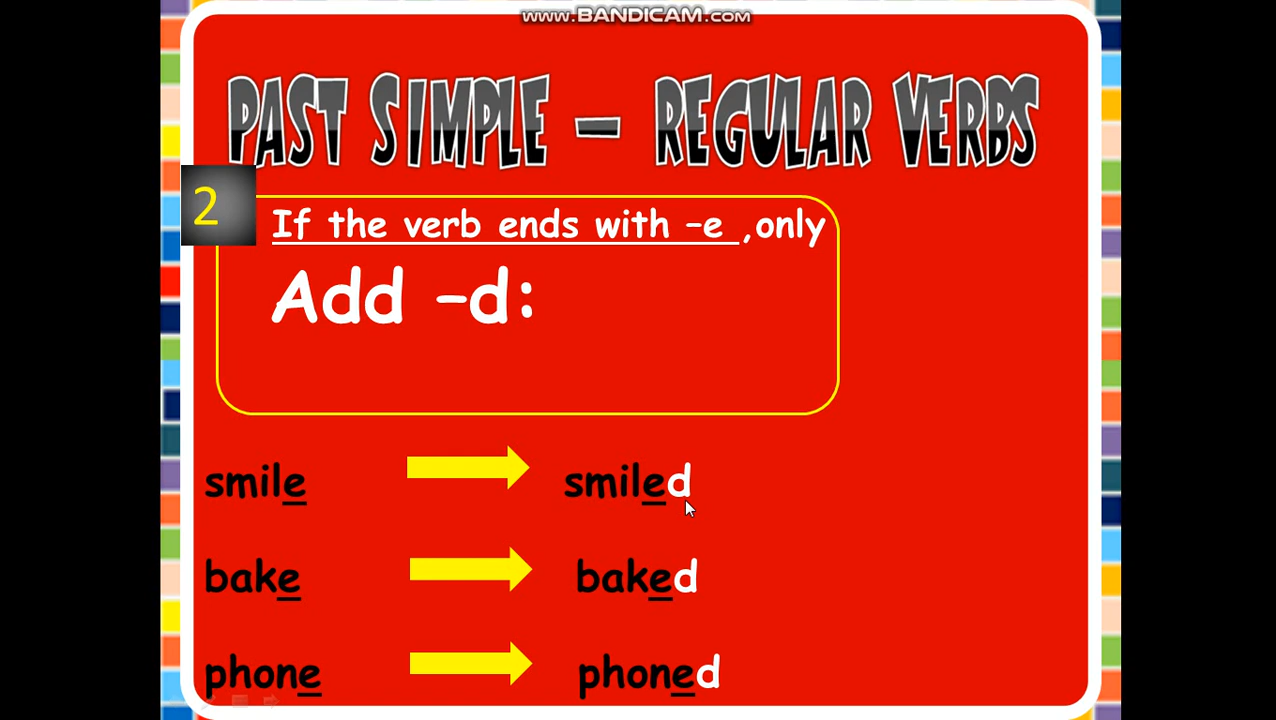 www.BANDICAM.com
PAST SIMPLE – REGULAR VERBS
2
If the verb ends with –e ,only
Add –d:
smile smiled
bake baked
phone phoned